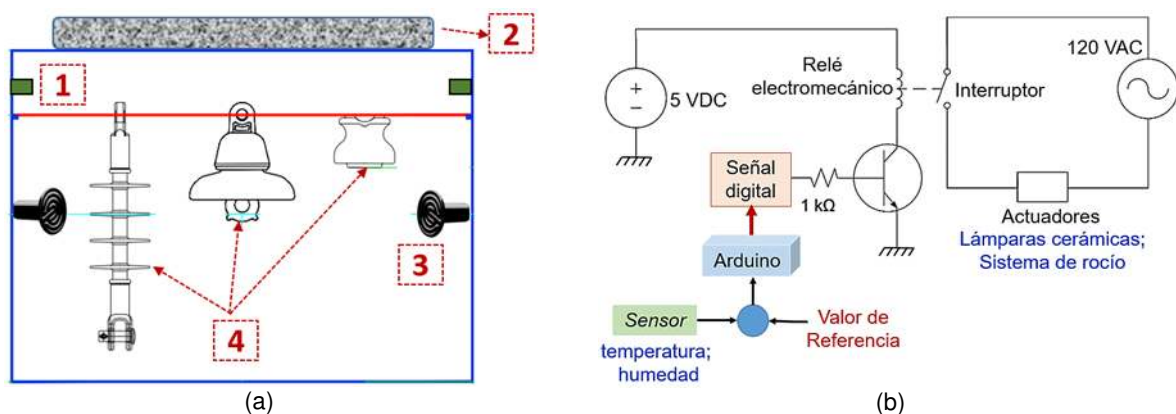 1
2
3
4
(a)
5 VDC
Relé
electromecánico
Interruptor
120 VAC
Señal
digital
1 kΩ
Actuadores
Lámparas cerámicas;
Sistema de rocío
Arduino
Sensor
temperatura;
humedad
Valor de
Referencia
(b)